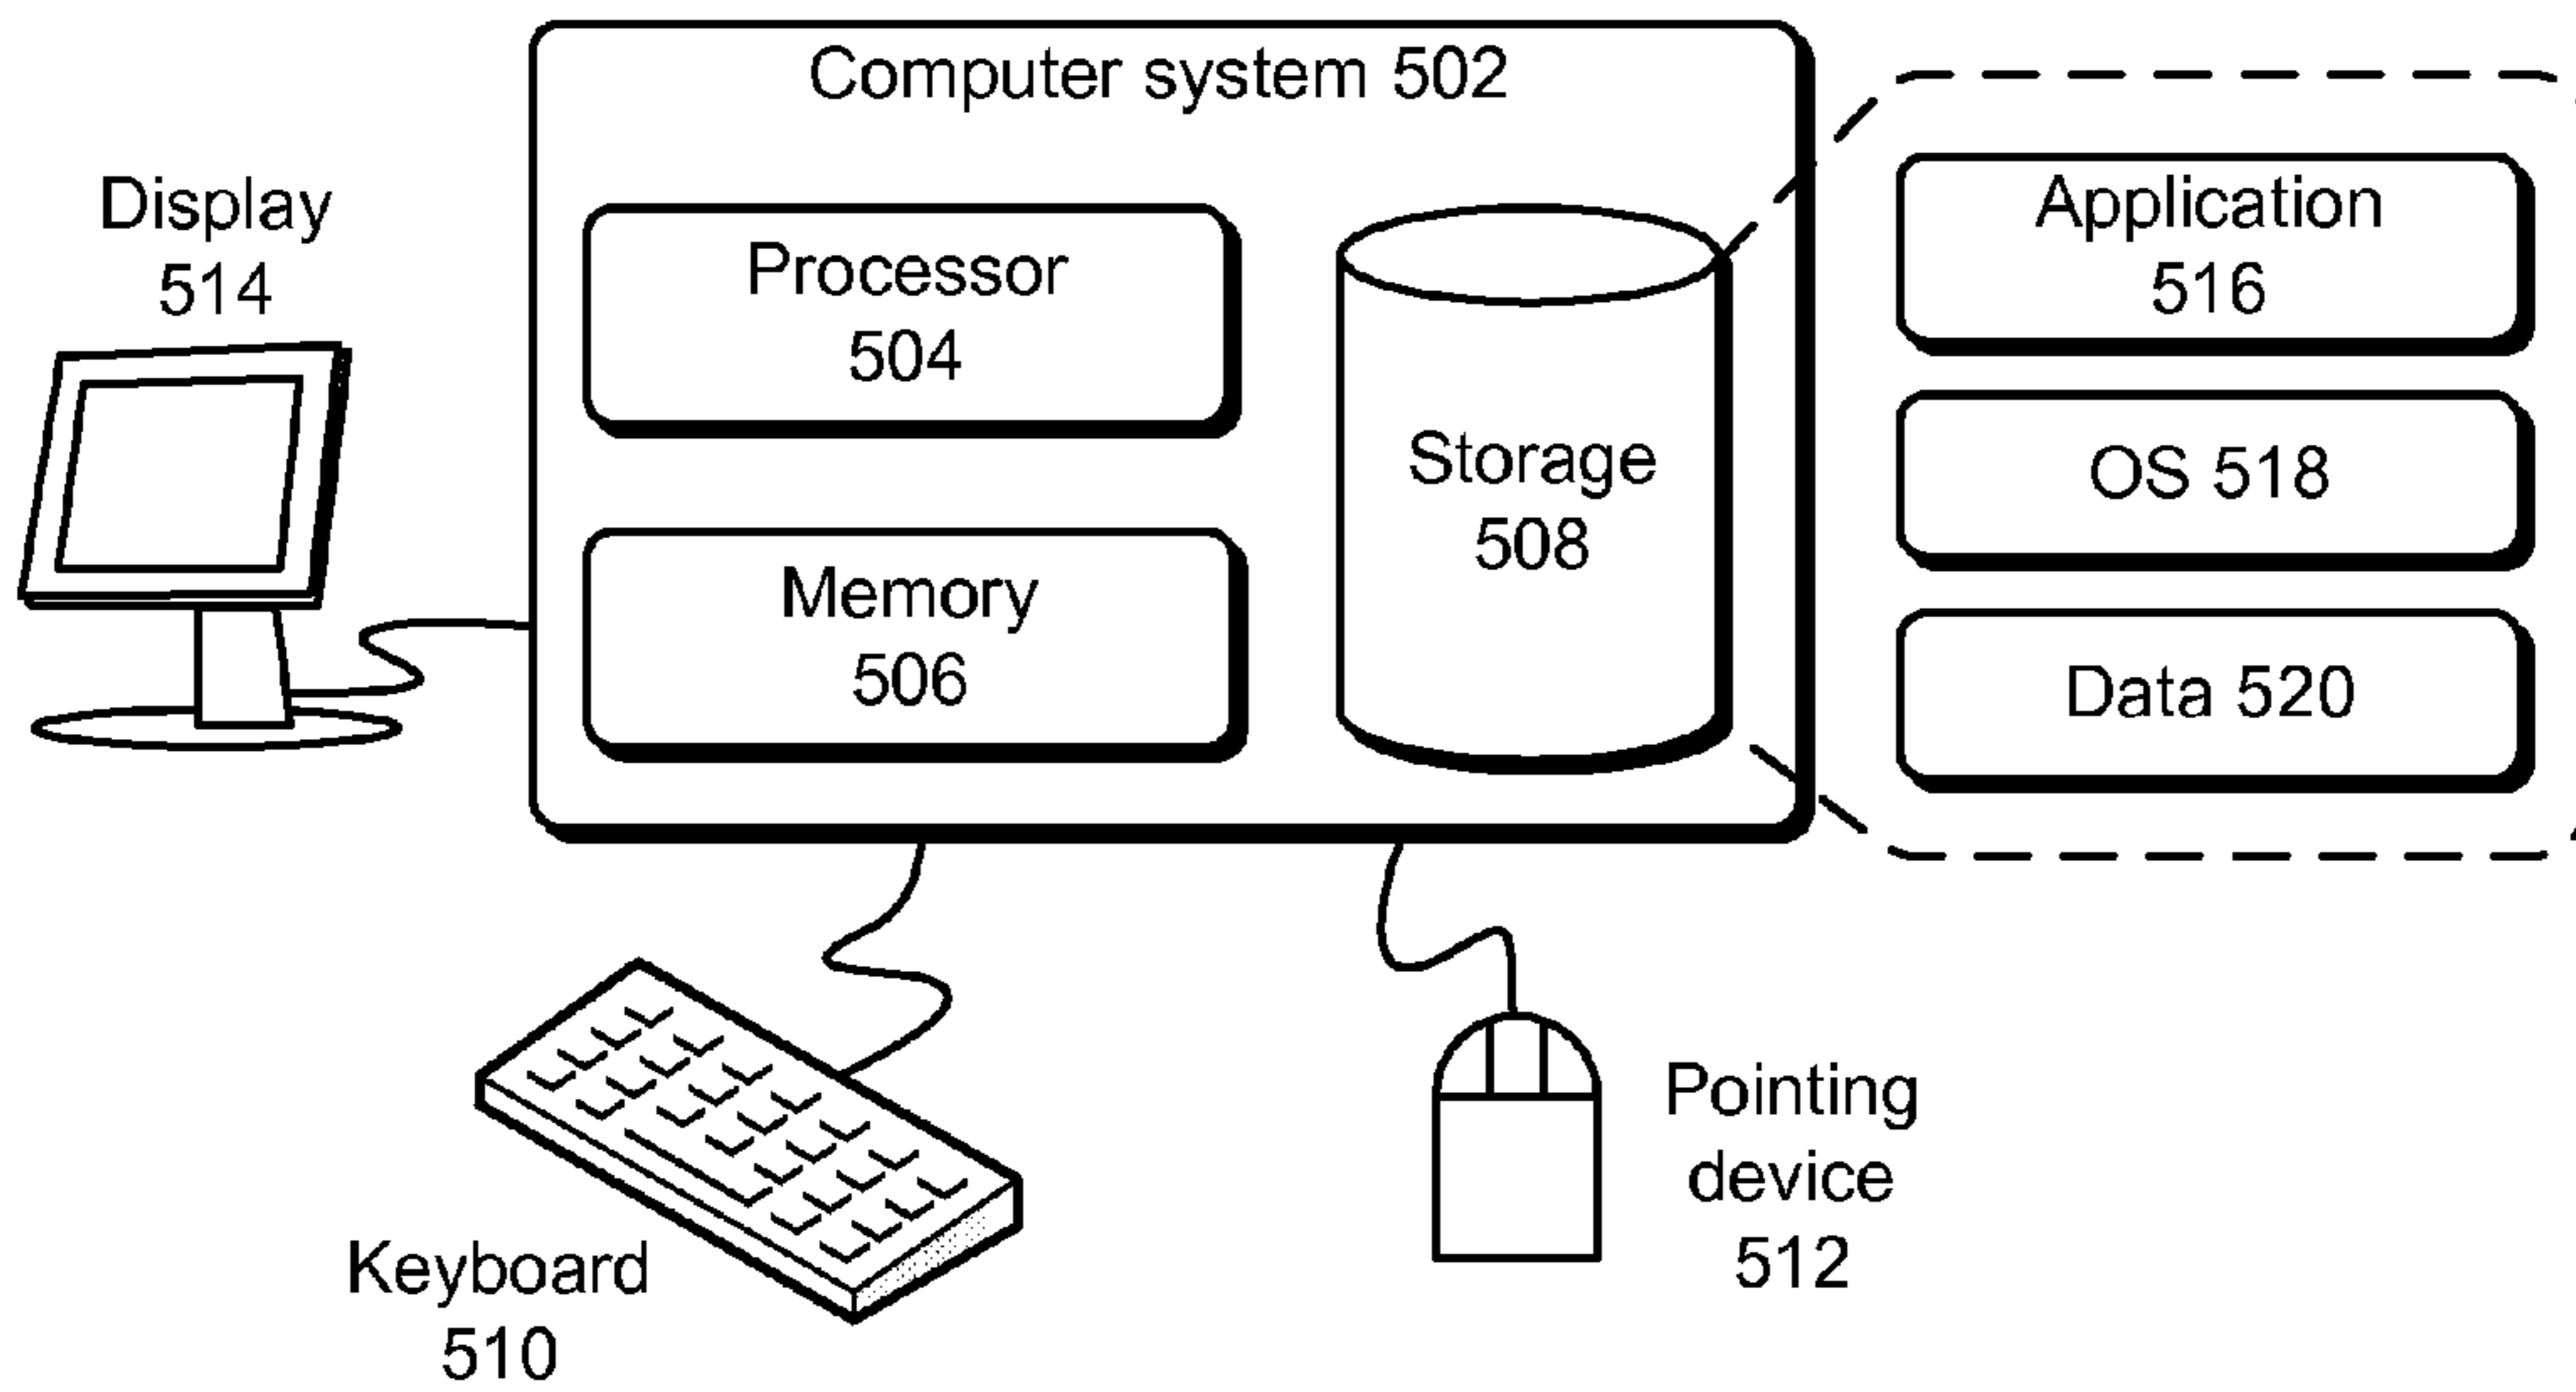 Computer system 502
Display
514
Processor
504
Memory
506
Storage
508
Application
516
OS 518
Data 520
Keyboard
510
Pointing
device
512